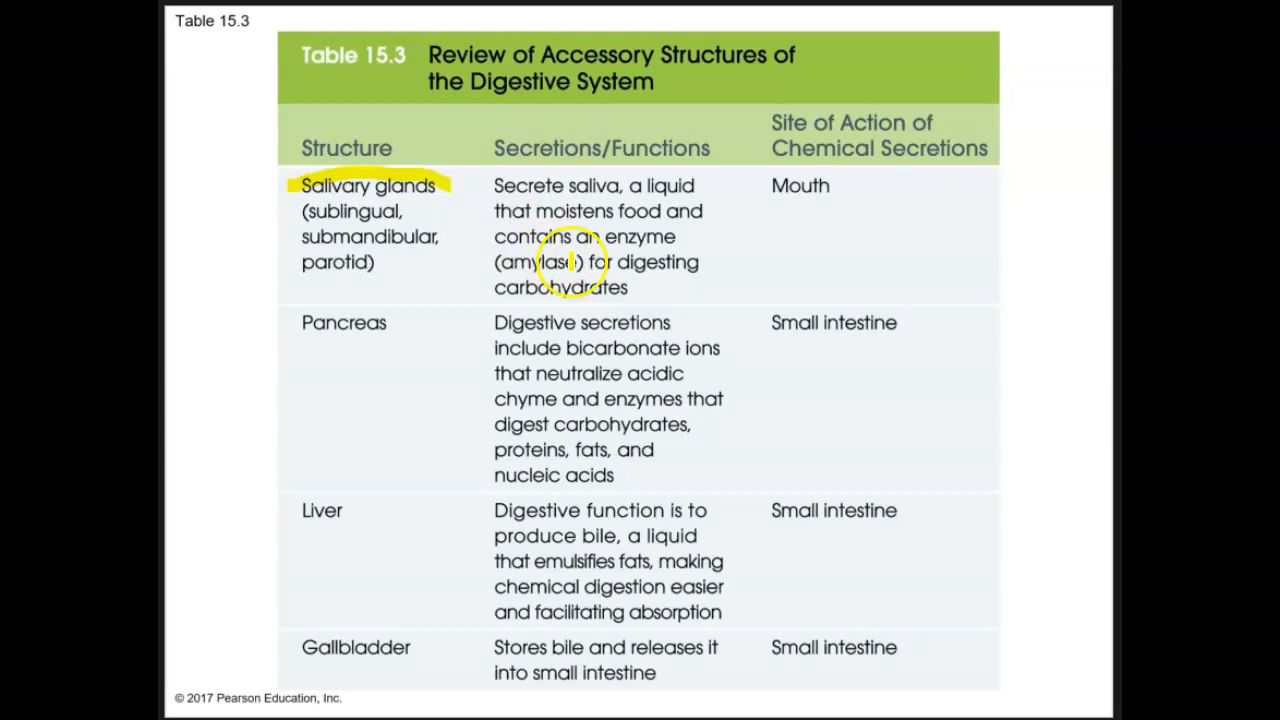 Table 15.3
Table 15.3 Review of Accessory Structures of
the Digestive System
Structure
Secretions/Functions
Site of Action of
Chemical Secretions
Salivary glands
(sublingual,
submandibular,
parotid)
Secrete saliva, a liquid
that moistens food and
contains an enzyme
(amylase) for digesting
carbohydrates
Mouth
Pancreas
Digestive secretions
include bicarbonate ions
that neutralize acidic
chyme and enzymes that
digest carbohydrates,
proteins, fats, and
nucleic acids
Small intestine
Liver
Digestive function is to
produce bile, a liquid
that emulsifies fats, making
chemical digestion easier
and facilitating absorption
Small intestine
Gallbladder
Stores bile and releases it
into small intestine
Small intestine
© 2017 Pearson Education, Inc.